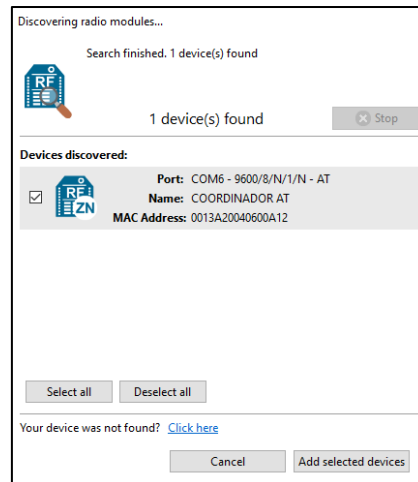 Discovering radio modules...
Search finished. 1 device(s) found
RF
1 device(s) found
Stop
Devices discovered:
RF
ZN
Port: COM6 - 9600/8/N/1/N - AT
Name: COORDINADOR AT
MAC Address: 0013A20040600A12
Select all
Deselect all
Your device was not found? Click here
Cancel
Add selected devices